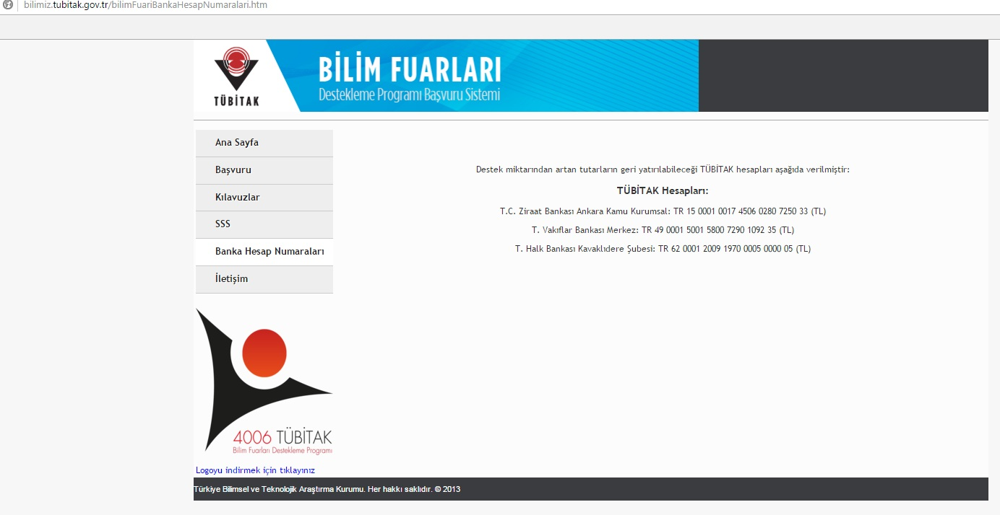 bilimiz.tubitak.gov.tr/bilimFuariBankaHesapNumaralari.htm
TÜBİTAK
BİLİM FUARLARI
Destekleme Programı Başvuru Sistemi
Ana Sayfa
Başvuru
Kılavuzlar
SSS
Banka Hesap Numaraları
İletişim
Destek miktarından artan tutarların geri yatırılabileceği TÜBİTAK hesapları aşağıda verilmiştir:
TÜBİTAK Hesapları:
T.C. Ziraat Bankası Ankara Kamu Kurumsal: TR 15 0001 0017 4506 0280 7250 33 (TL)
T. Vakıflar Bankası Merkez: TR 49 0001 5001 5800 7290 1092 35 (TL)
T. Halk Bankası Kavaklıdere Şubesi: TR 62 0001 2009 1970 0005 0000 05 (TL)
4006 TÜBİTAK
Bilim Fuarları Destekleme Programı
Logoyu indirmek için tıklayınız
Türkiye Bilimsel ve Teknolojik Araştırma Kurumu. Her hakkı saklıdır. © 2013